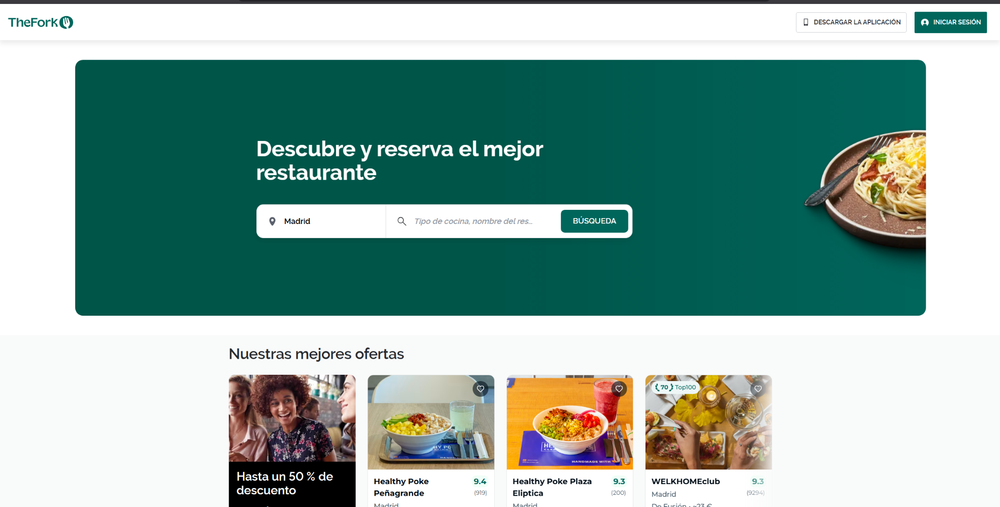 TheFork
DESCARGAR LA APLICACIÓN
INICIAR SESIÓN
Descubre y reserva el mejor
restaurante
Madrid
Tipo de cocina, nombre del res...
BÚSQUEDA
Nuestras mejores ofertas
70 Top100
HANDMADE WITH
Hasta un 50 % de
descuento
Healthy Poke
Peñagrande
9.4
(919)
Madrid
Healthy Poke Plaza
Eliptica
9.3
(200)
Madrid
WELKHOMEclub
9.3
Madrid
(9294)
De Fusión · ~23 €